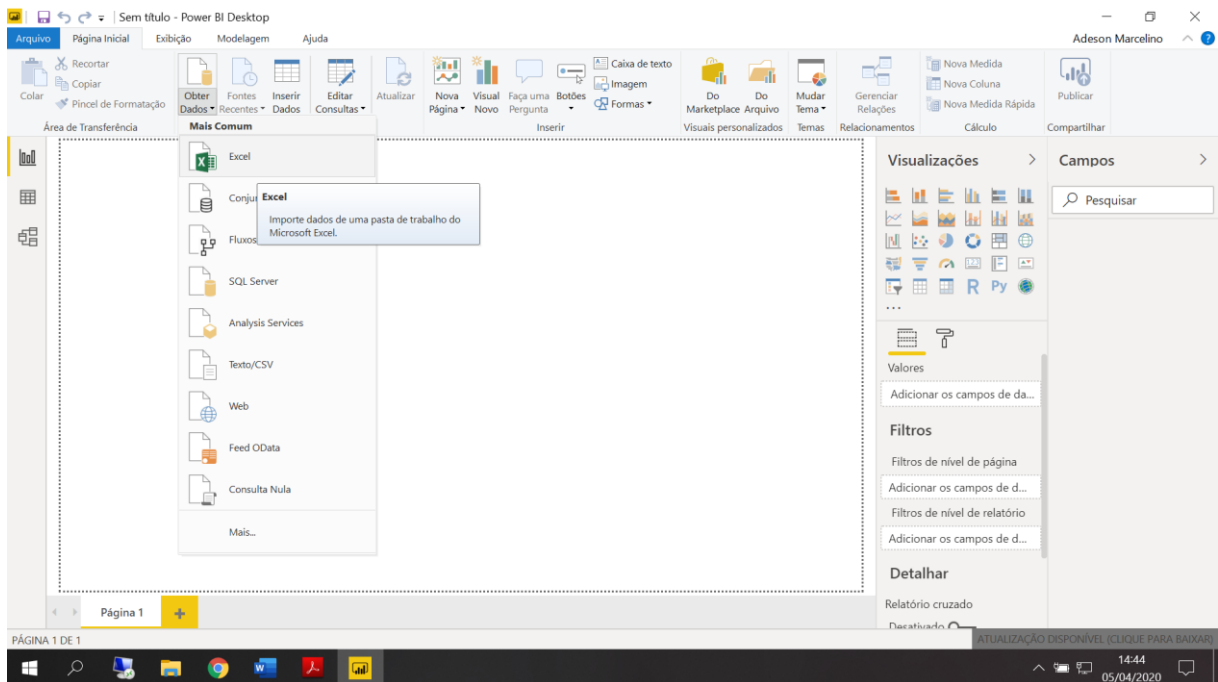 Sem título - Power BI Desktop
Arquivo Página Inicial Exibição Modelagem Ajuda Adeson Marcelino
Colar
Recortar
Copiar
Pincel de Formatação
Área de Transferência
Obter Dados
Fontes Recentes
Inserir Dados
Editar Consultas
Atualizar
Nova Página
Visual Novo
Faça uma Pergunta
Botões
Caixa de texto
Imagem
Formas
Inserir
Do Marketplace
Do Arquivo
Visuais personalizados
Mudar Tema
Temas
Gerenciar Relações
Relacionamentos
Nova Medida
Nova Coluna
Nova Medida Rápida
Cálculo
Publicar
Compartilhar
Mais Comum
Excel
Conju
Excel
Importe dados de uma pasta de trabalho do
Microsoft Excel.
Fluxos
SQL Server
Analysis Services
Texto/CSV
Web
Feed OData
Consulta Nula
Mais...
Visualizações
R Py
...
Valores
Adicionar os campos de da...
Filtros
Filtros de nível de página
Adicionar os campos de d...
Filtros de nível de relatório
Adicionar os campos de d...
Detalhar
Relatório cruzado
Desativado
Campos
Pesquisar
Página 1
PÁGINA 1 DE 1
ATUALIZAÇÃO DISPONÍVEL (CLIQUE PARA BAIXAR)
14:44
05/04/2020